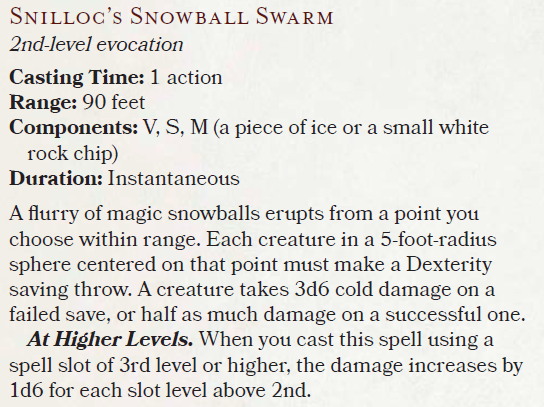 Snilloc's Snowball Swarm
2nd-level evocation
Casting Time: 1 action
Range: 90 feet
Components: V, S, M (a piece of ice or a small white
rock chip)
Duration: Instantaneous
A flurry of magic snowballs erupts from a point you
choose within range. Each creature in a 5-foot-radius
sphere centered on that point must make a Dexterity
saving throw. A creature takes 3d6 cold damage on a
failed save, or half as much damage on a successful one.
At Higher Levels. When you cast this spell using a
spell slot of 3rd level or higher, the damage increases by
1d6 for each slot level above 2nd.